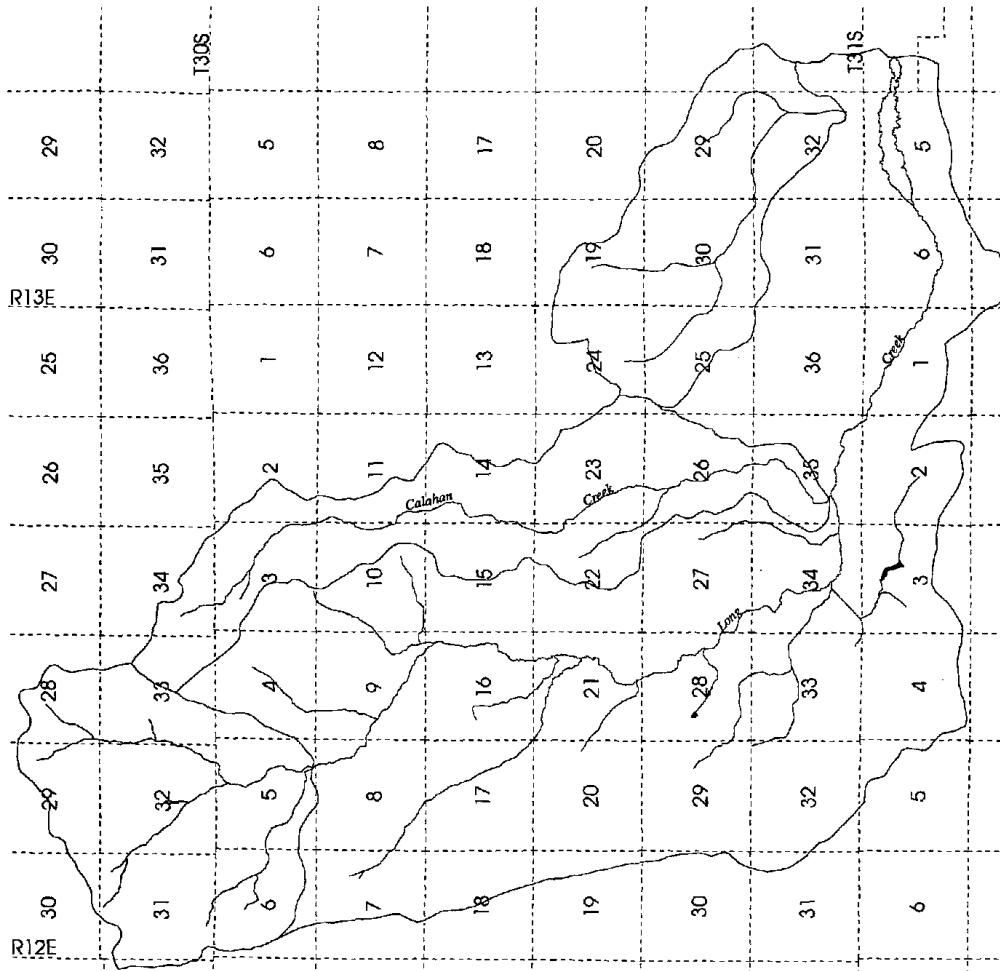 T30S T31S
29 32 5 8 17 20 29 32 5
30 31 6 7 18 19 30 31 6
R13E
Creek
25 36 1 12 13 24 25 36 1
26 35 2 11 14 23 26 35 2
Calahan Creek
27 34 3 10 15 22 27 34 3
Long
28 33 4 9 16 21 28 33 4
29 32 5 8 17 20 29 32 5
30 31 6 7 18 19 30 31 6
R12E